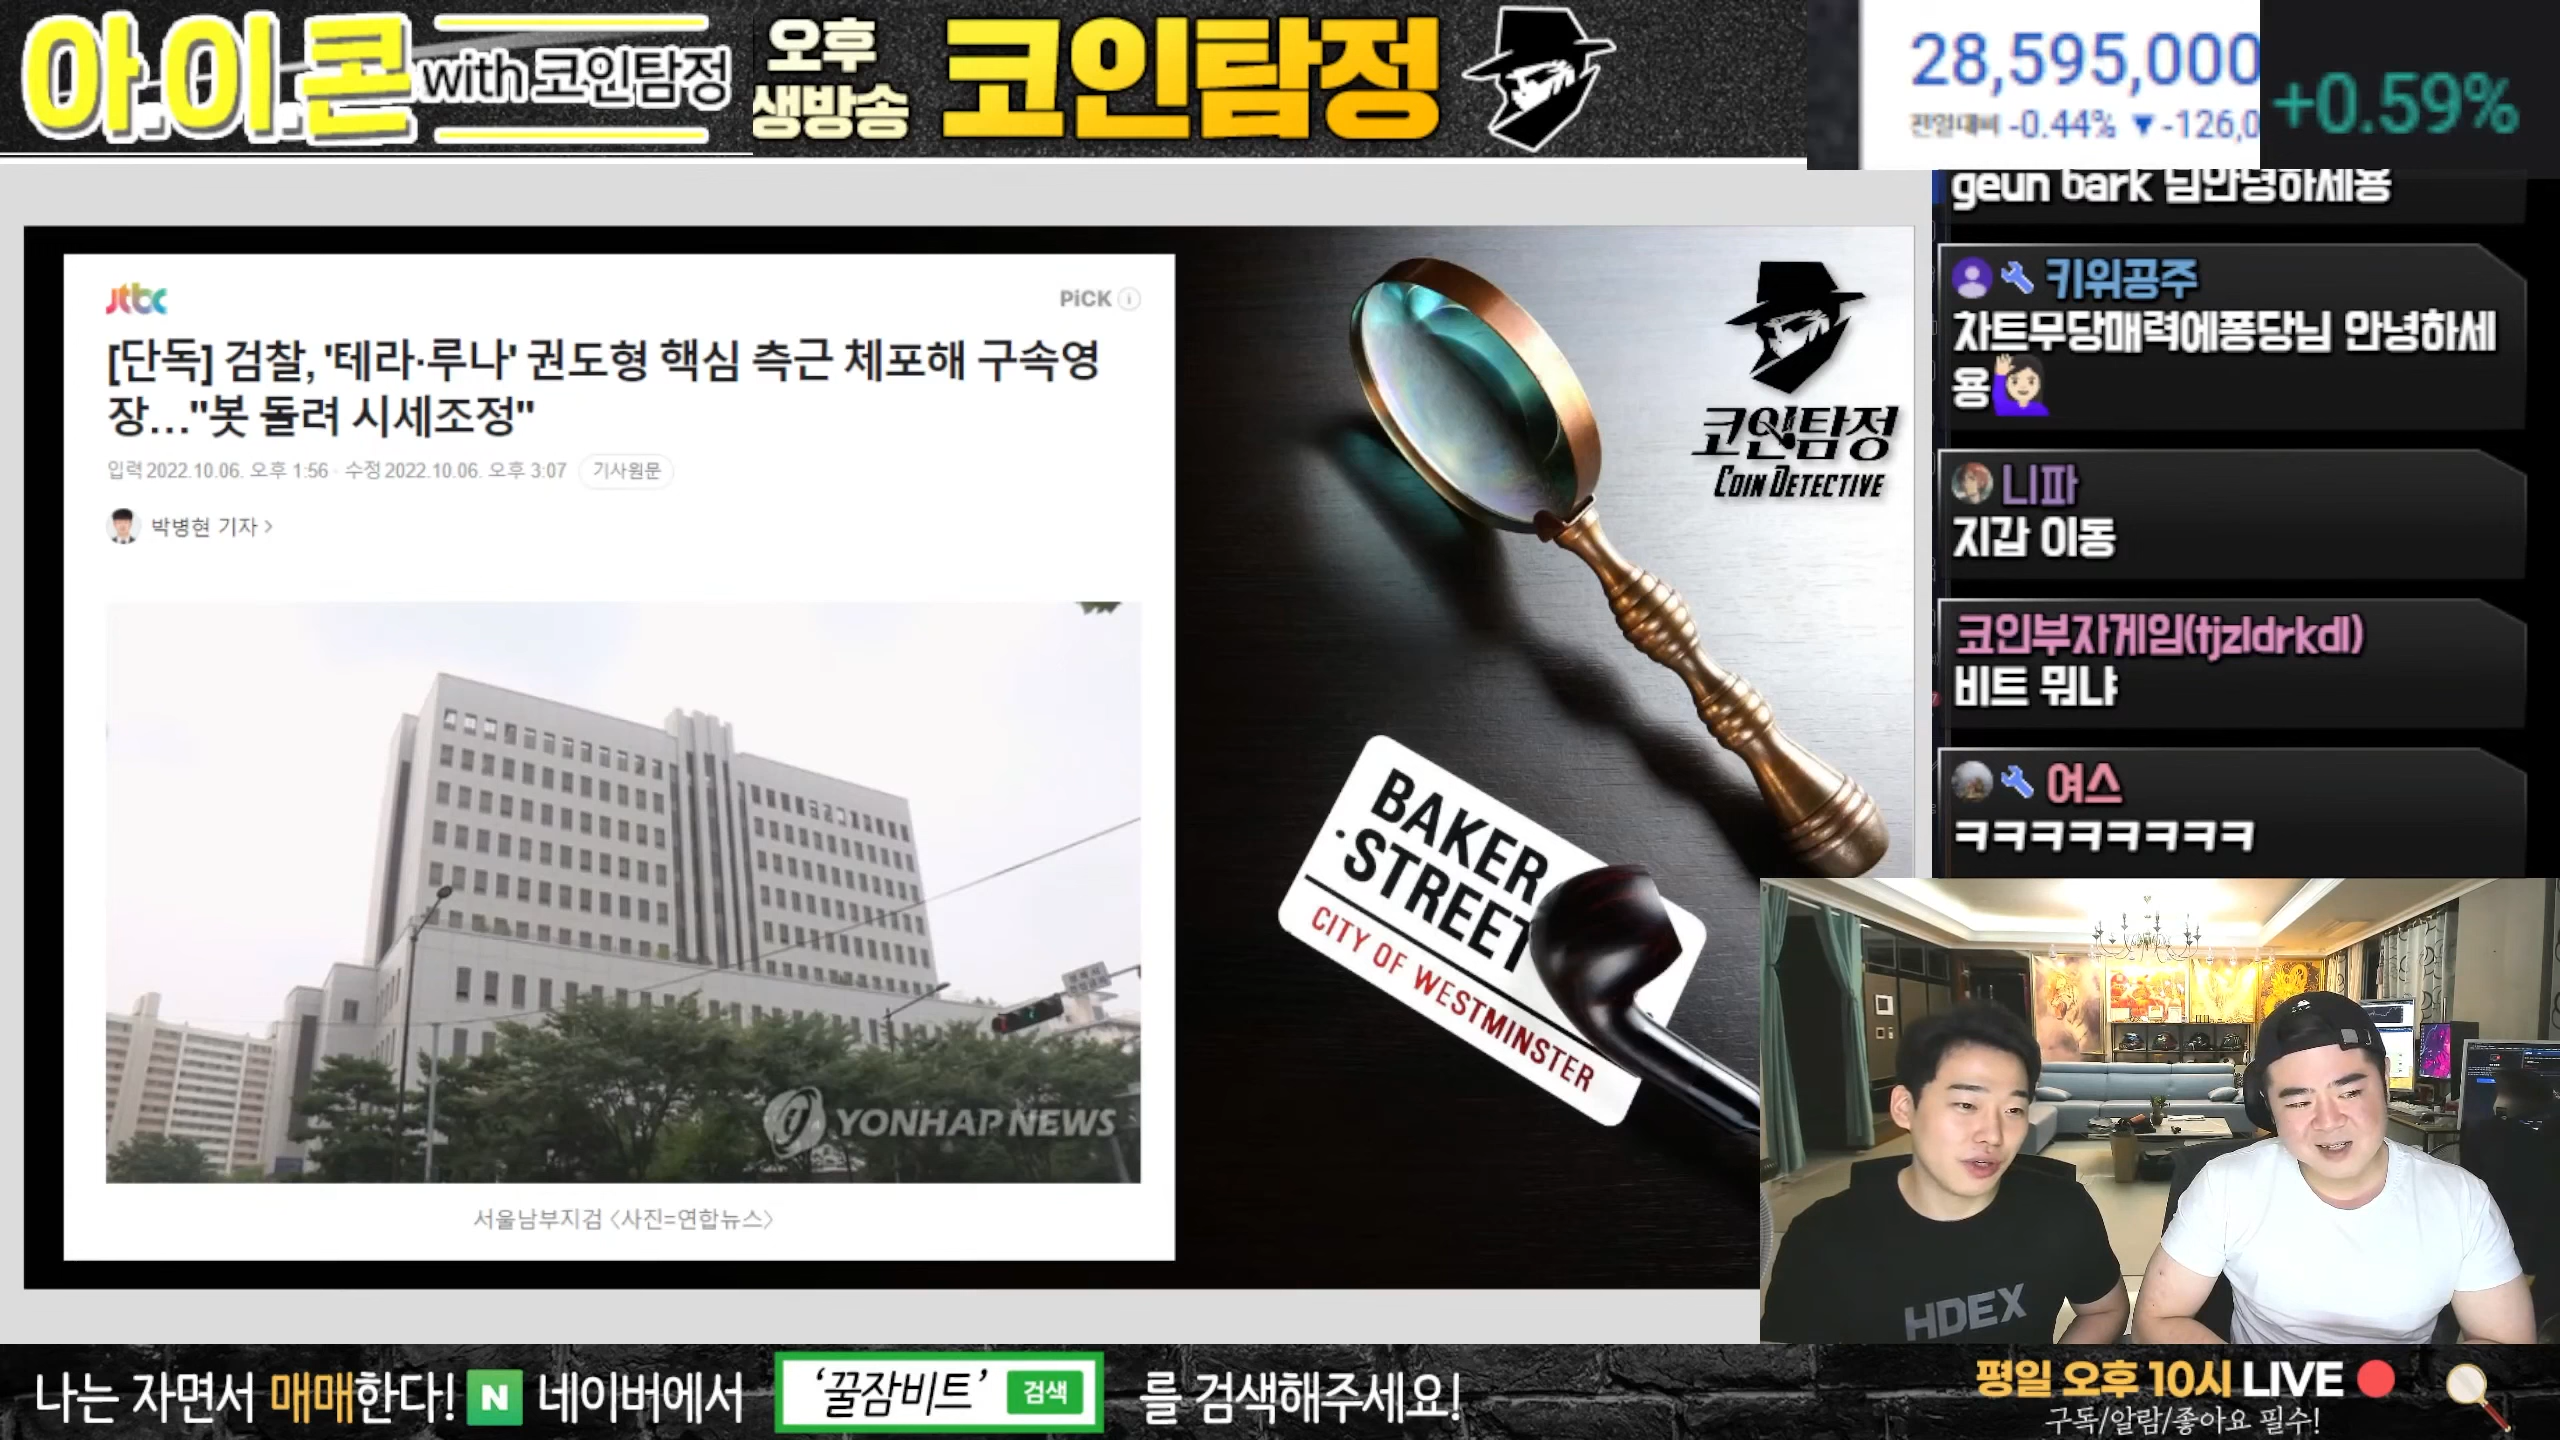 아이콘 with 코인탐정
오후
생방송
코인탐정
28,595,000
전일대비 -0.44% ▼ -126,0
+0.59%
geun bark 님안녕하세용
키위공주
차트무당매력에퐁당님 안녕하세
용🙋🏻‍♀️
니파
지갑 이동
코인부자게임(tjzldrkdl)
비트 뭐냐
여스
ㅋㅋㅋㅋㅋㅋㅋㅋ
jtbc
PiCK
[단독] 검찰, '테라·루나' 권도형 핵심 측근 체포해 구속영
장…"봇 돌려 시세조정"
입력 2022.10.06. 오후 1:56 · 수정 2022.10.06. 오후 3:07 기사원문
박병현 기자 >
YONHAP NEWS
서울남부지검 〈사진=연합뉴스〉
코인탐정
COIN DETECTIVE
BAKER
STREET
CITY OF WESTMINSTER
HDEX
나는 자면서 매매한다! N 네이버에서 '꿀잠비트' 검색 를 검색해주세요!
평일 오후 10시 LIVE
구독/알람/좋아요 필수!